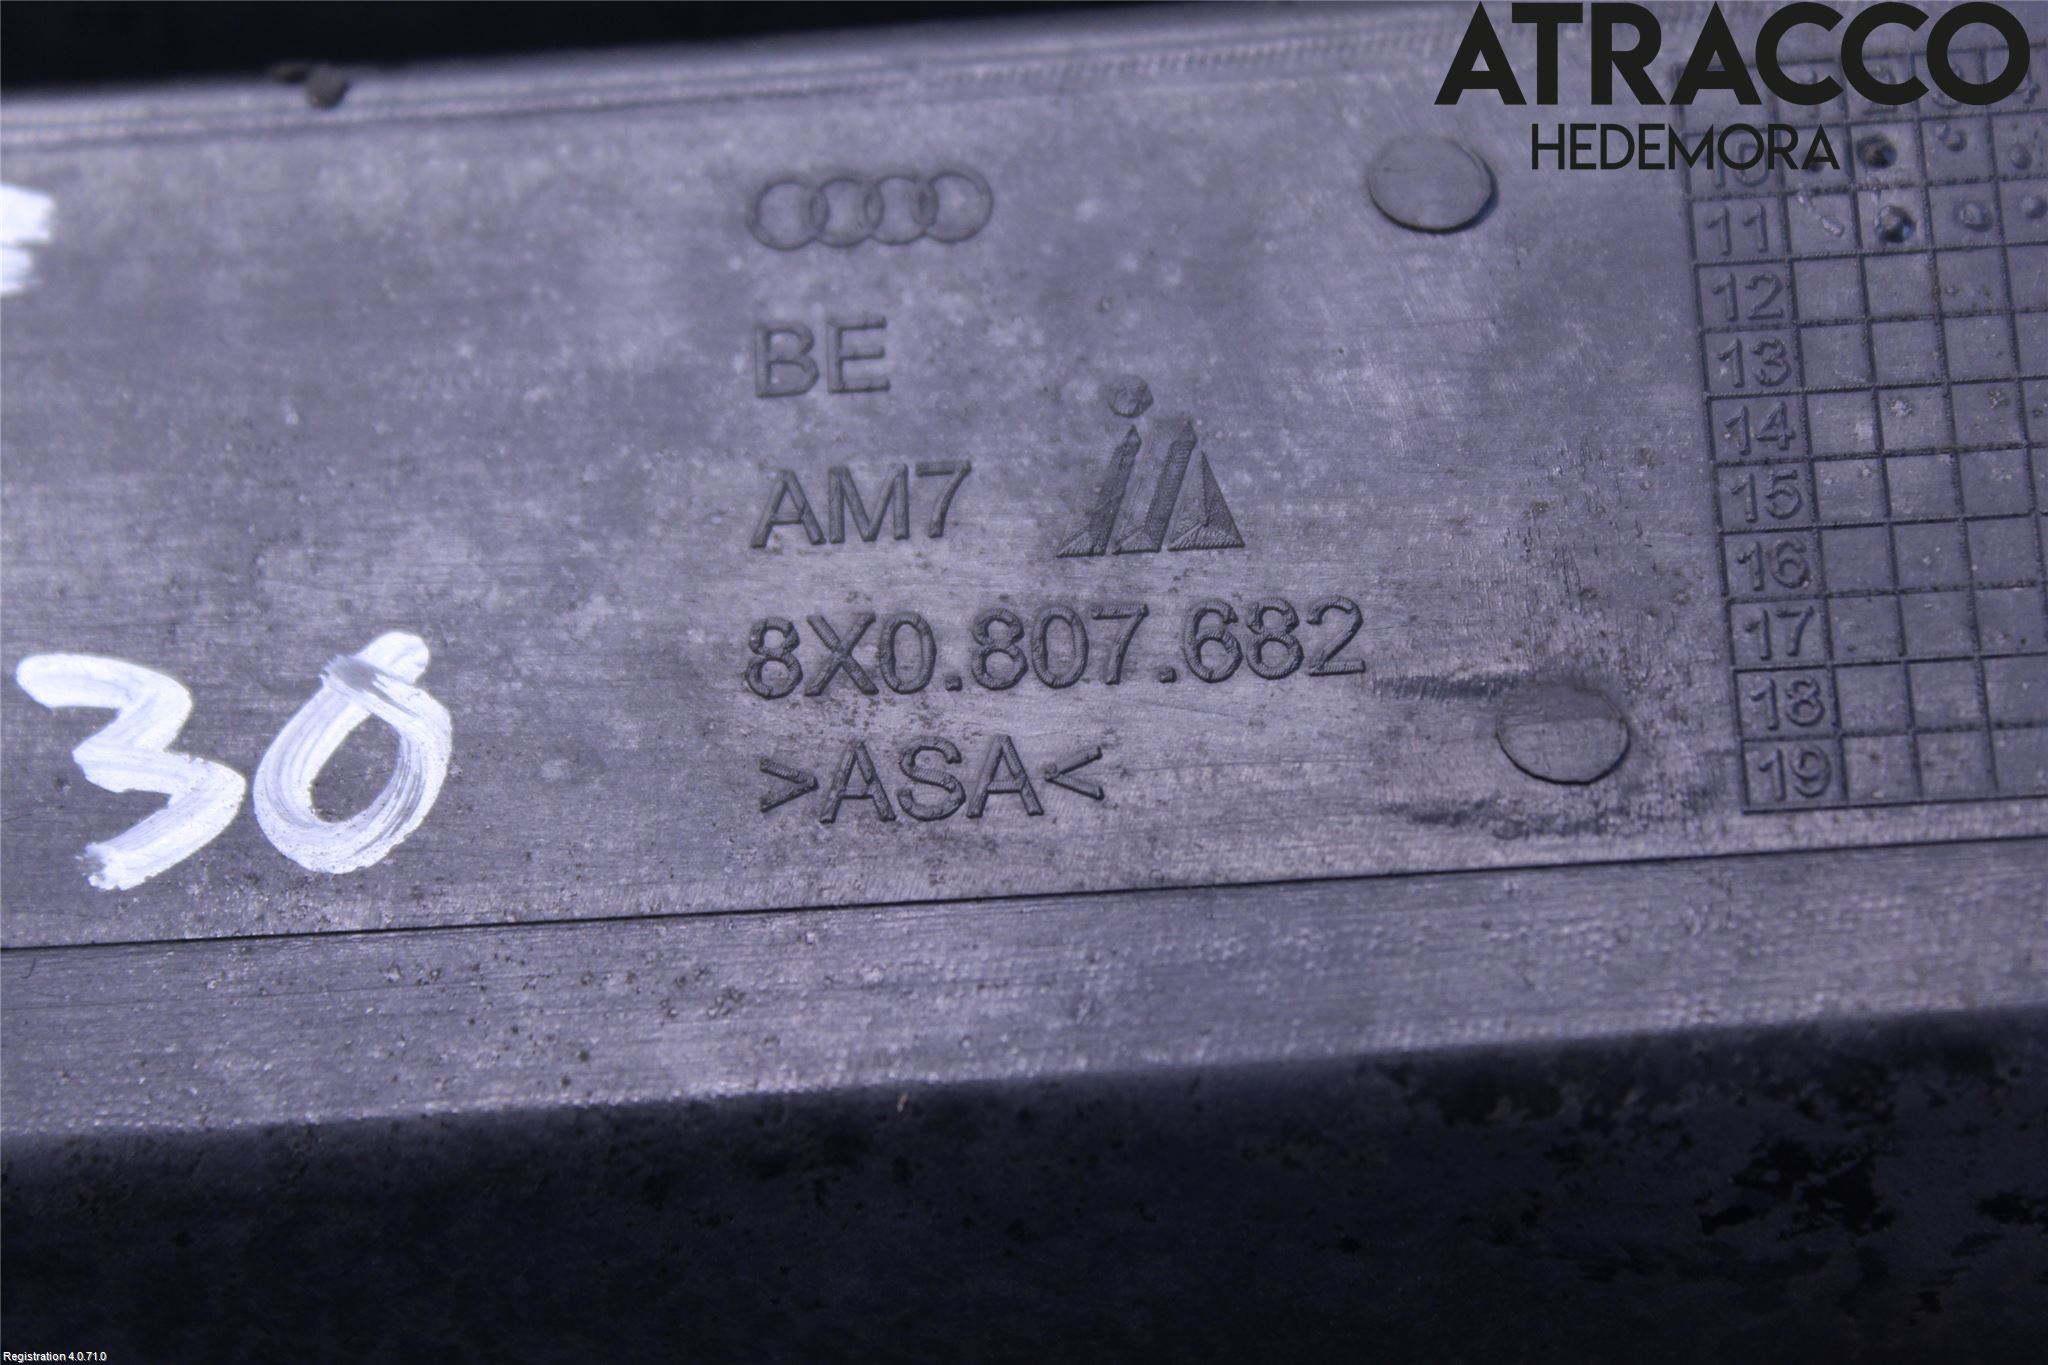 ATRACCO
HEDEMORA
BE
AM7
8X0.807.682
>ASA<
30
10
11
12
13
14
15
16
17
18
19
Registration 4.0.71.0